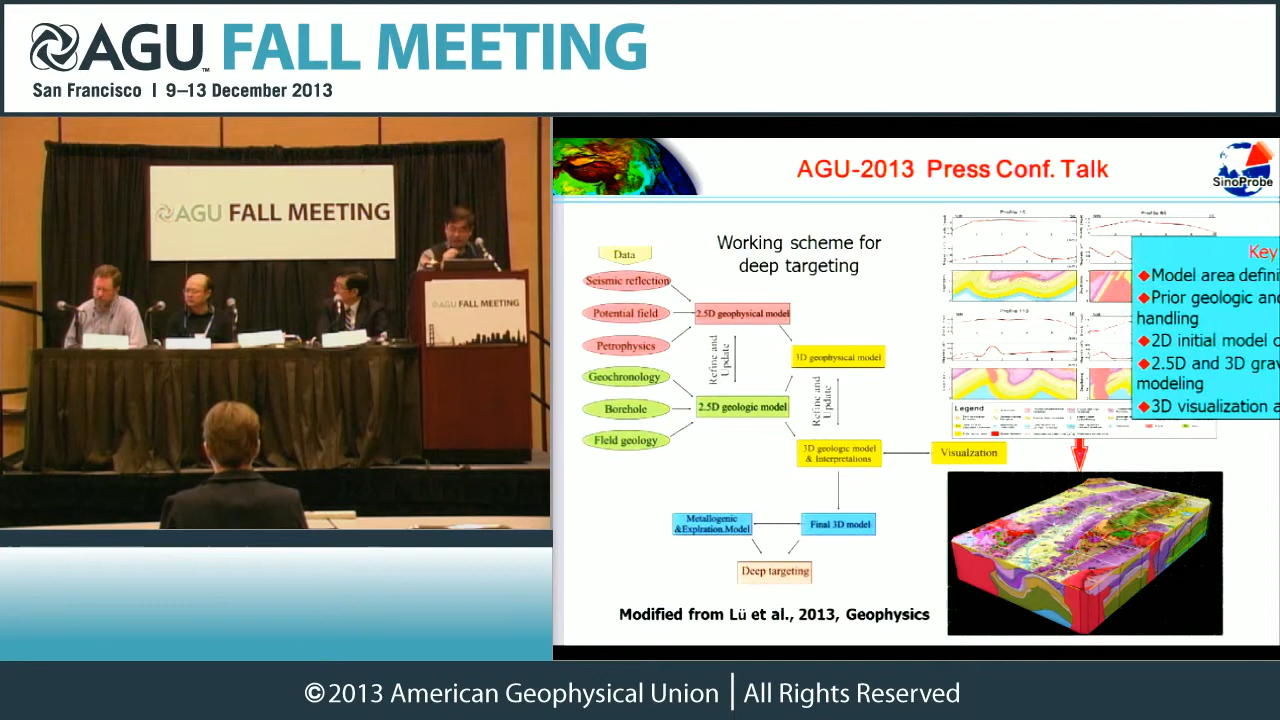 AGU FALL MEETING
San Francisco | 9–13 December 2013
AGU FALL MEETING
AGU FALL MEETING
AGU-2013 Press Conf. Talk
SinoProbe
Working scheme for
deep targeting
Data
Seismic reflection
Potential field
Petrophysics
Geochronology
Borehole
Field geology
2.5D geophysical model
Refine and
Update
2.5D geologic model
3D geophysical model
Refine and
Update
3D geologic model
& Interpretations
Visualzation
Metallogenic
&Explration.Model
Final 3D model
Deep targeting
Modified from Lü et al., 2013, Geophysics
Legend
Key
Model area defini
Prior geologic and
handling
2D initial model c
2.5D and 3D grav
modeling
3D visualization a
©2013 American Geophysical Union | All Rights Reserved